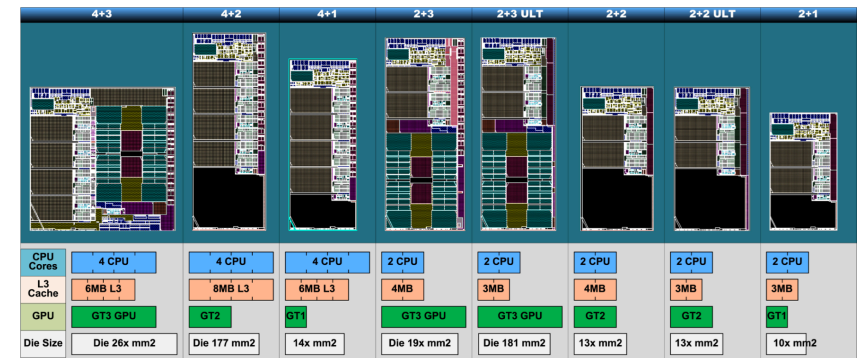 4+3 4+2 4+1 2+3 2+3 ULT 2+2 2+2 ULT 2+1
CPU Cores 4 CPU 4 CPU 4 CPU 2 CPU 2 CPU 2 CPU 2 CPU 2 CPU
L3 Cache 6MB L3 8MB L3 6MB L3 4MB 3MB 4MB 3MB 3MB
GPU GT3 GPU GT2 GT1 GT3 GPU GT3 GPU GT2 GT2 GT1
Die Size Die 26x mm2 Die 177 mm2 14x mm2 Die 19x mm2 Die 181 mm2 13x mm2 13x mm2 10x mm2